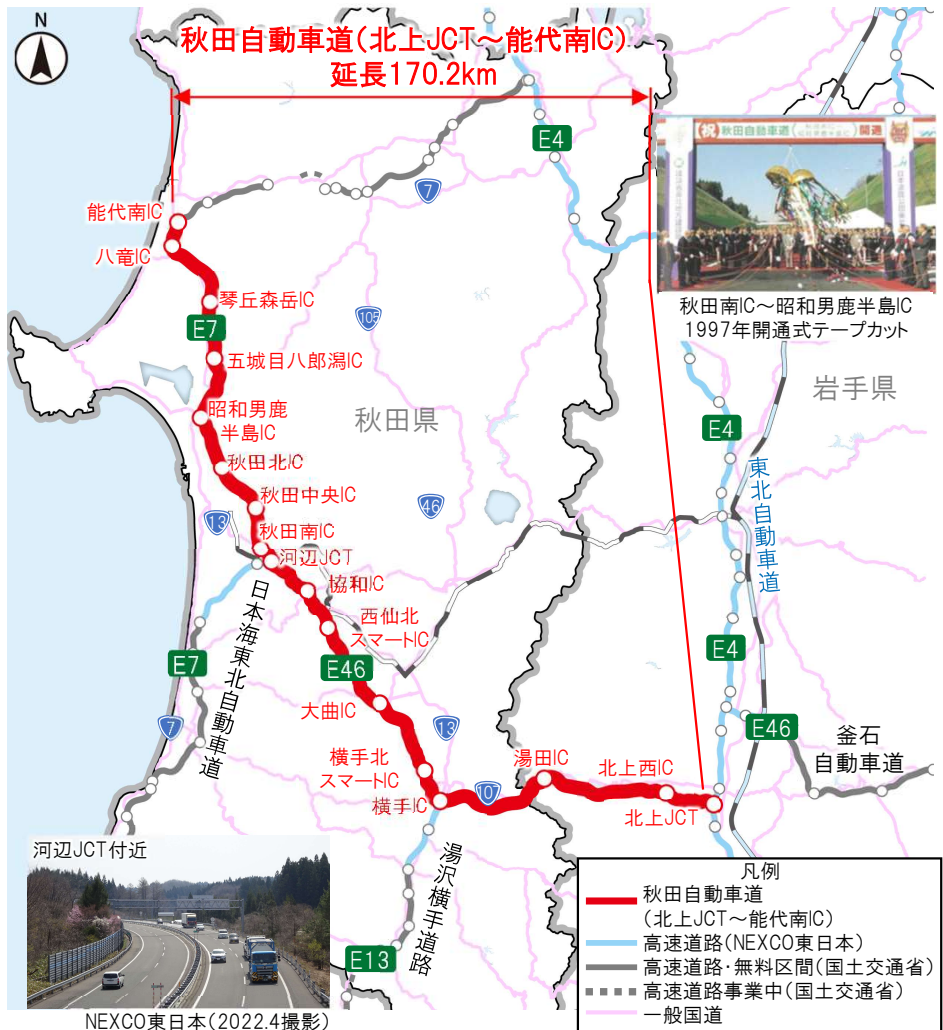 N
秋田自動車道(北上JCT～能代南IC)
延長170.2km
E4
7
祝 秋田自動車道 開通
秋田南IC～昭和男鹿半島IC
1997年開通式テープカット
能代南IC
八竜IC
琴丘森岳IC
E7
105
五城目八郎潟IC
昭和男鹿
半島IC
秋田県
岩手県
E4
秋田北IC
秋田中央IC
46
13
秋田南IC
河辺JCT
東北自動車道
協和IC
日本海東北自動車道
西仙北
スマートIC
E7
E46
E4
大曲IC
7
13
E46
釜石
自動車道
横手北
スマートIC
湯田IC
北上西IC
横手IC
107
北上JCT
湯沢横手道路
E13
河辺JCT付近
NEXCO東日本(2022.4撮影)
凡例
秋田自動車道
(北上JCT～能代南IC)
高速道路(NEXCO東日本)
高速道路・無料区間(国土交通省)
高速道路事業中(国土交通省)
一般国道